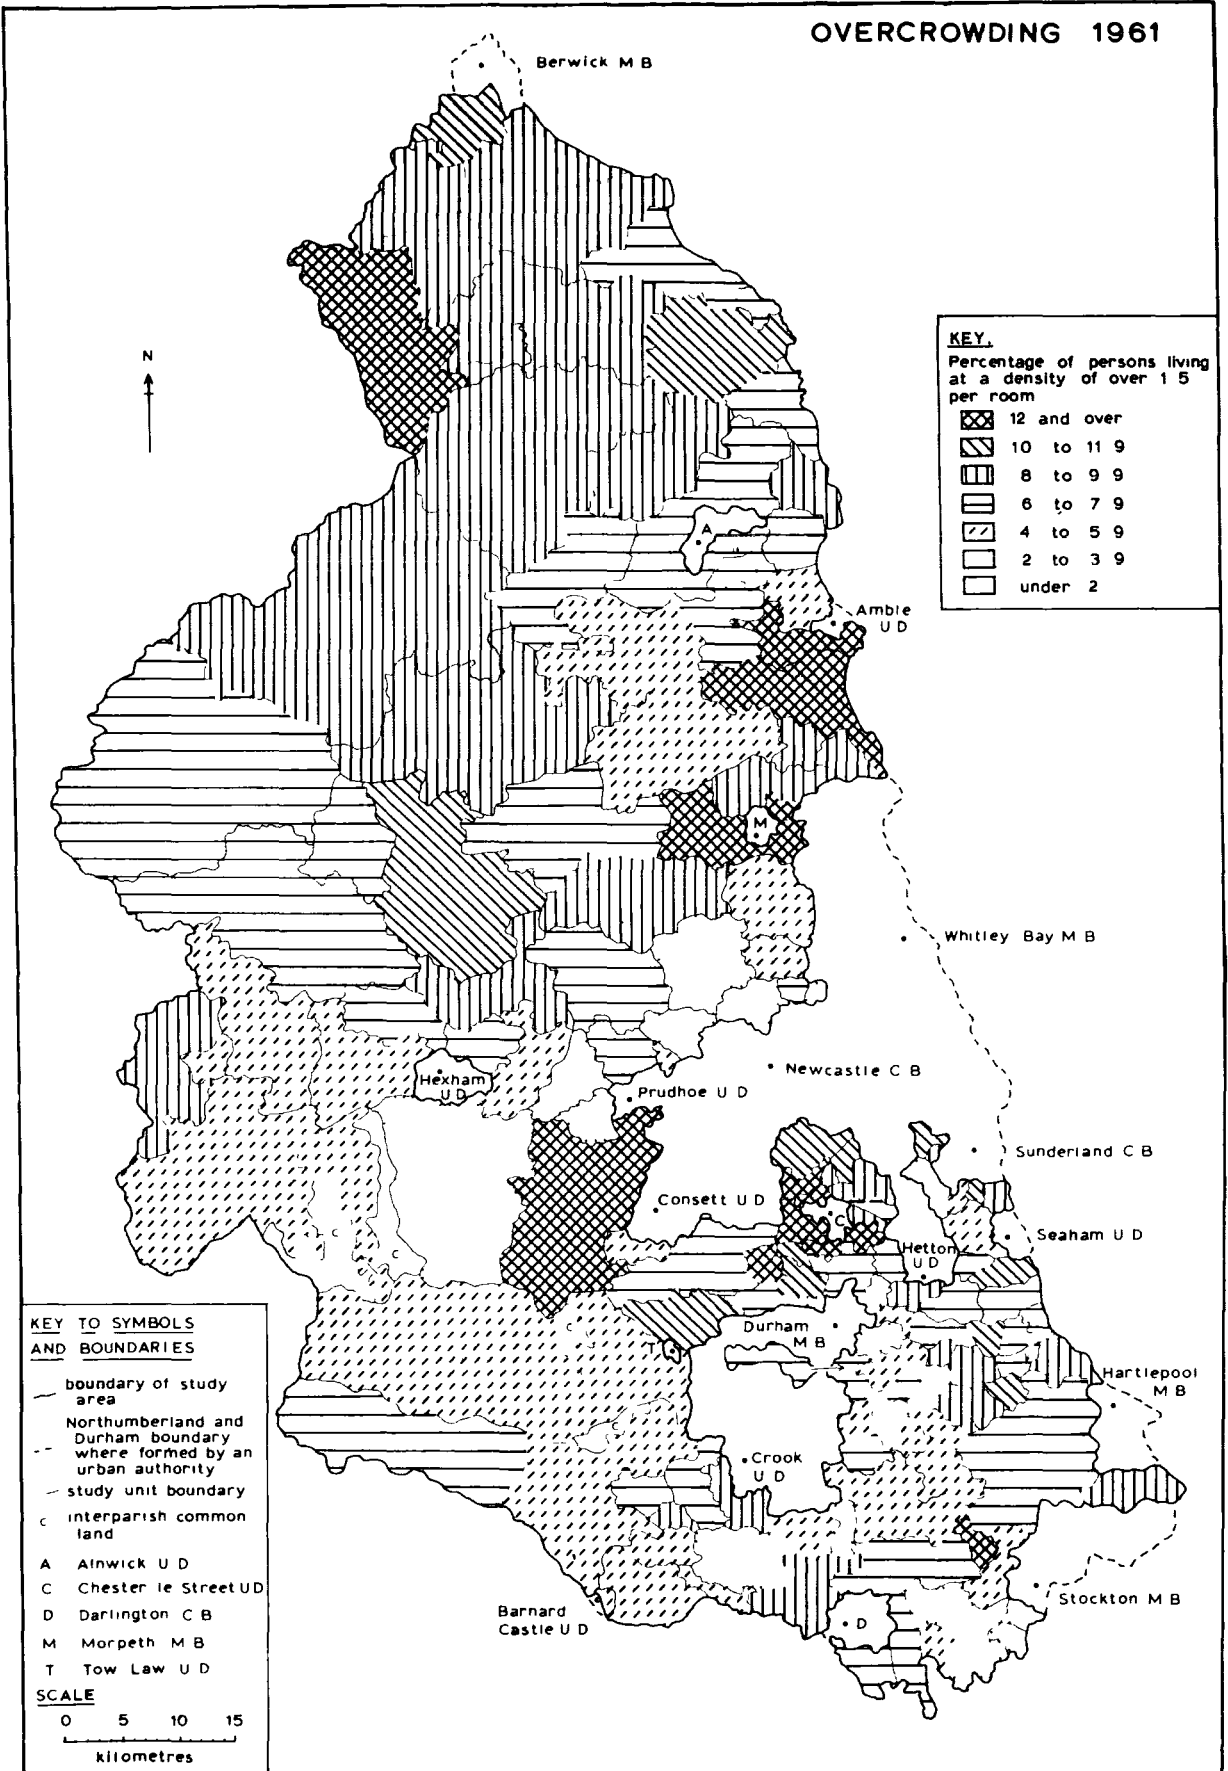 OVERCROWDING 1961
Berwick M B
N
KEY.
Percentage of persons living
at a density of over 1 5
per room
12 and over
10 to 11 9
8 to 9 9
6 to 7 9
4 to 5 9
2 to 3 9
under 2
A
Amble
U D
M
Whitley Bay M B
Newcastle C B
Hexham
U D
Prudhoe U D
Sunderland C B
Consett U D
C
Seaham U D
Hetton
U D
c
c
c
Durham
M B
T
Hartlepool
M B
c
Crook
U D
Stockton M B
Barnard
Castle U D
D
KEY TO SYMBOLS
AND BOUNDARIES
boundary of study
area
Northumberland and
Durham boundary
where formed by an
urban authority
study unit boundary
c interparish common
land
A Alnwick U D
C Chester le Street U D
D Darlington C B
M Morpeth M B
T Tow Law U D
SCALE
0 5 10 15
kilometres